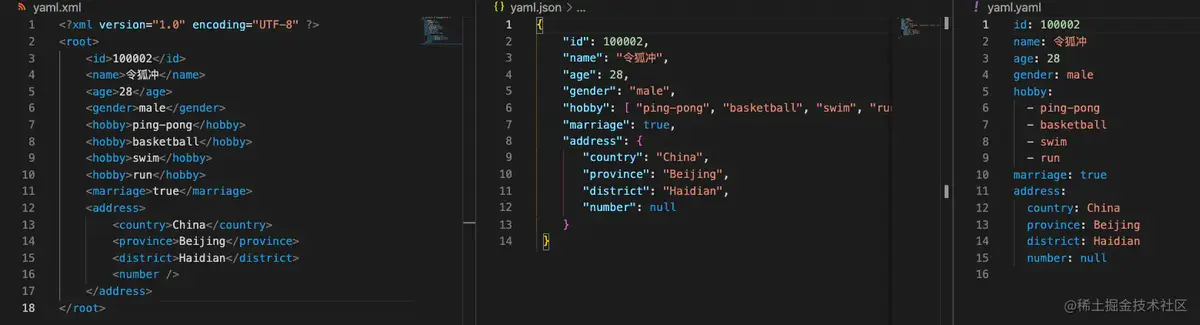 yaml.xml
1 <?xml version="1.0" encoding="UTF-8" ?>
2 <root>
3 <id>100002</id>
4 <name>令狐冲</name>
5 <age>28</age>
6 <gender>male</gender>
7 <hobby>ping-pong</hobby>
8 <hobby>basketball</hobby>
9 <hobby>swim</hobby>
10 <hobby>run</hobby>
11 <marriage>true</marriage>
12 <address>
13 <country>China</country>
14 <province>Beijing</province>
15 <district>Haidian</district>
16 <number />
17 </address>
18 </root>
{} yaml.json > ...
1 {
2 "id": 100002,
3 "name": "令狐冲",
4 "age": 28,
5 "gender": "male",
6 "hobby": [ "ping-pong", "basketball", "swim", "ru
7 "marriage": true,
8 "address": {
9 "country": "China",
10 "province": "Beijing",
11 "district": "Haidian",
12 "number": null
13 }
14 }
! yaml.yaml
1 id: 100002
2 name: 令狐冲
3 age: 28
4 gender: male
5 hobby:
6 - ping-pong
7 - basketball
8 - swim
9 - run
10 marriage: true
11 address:
12 country: China
13 province: Beijing
14 district: Haidian
15 number: null
16
@稀土掘金技术社区